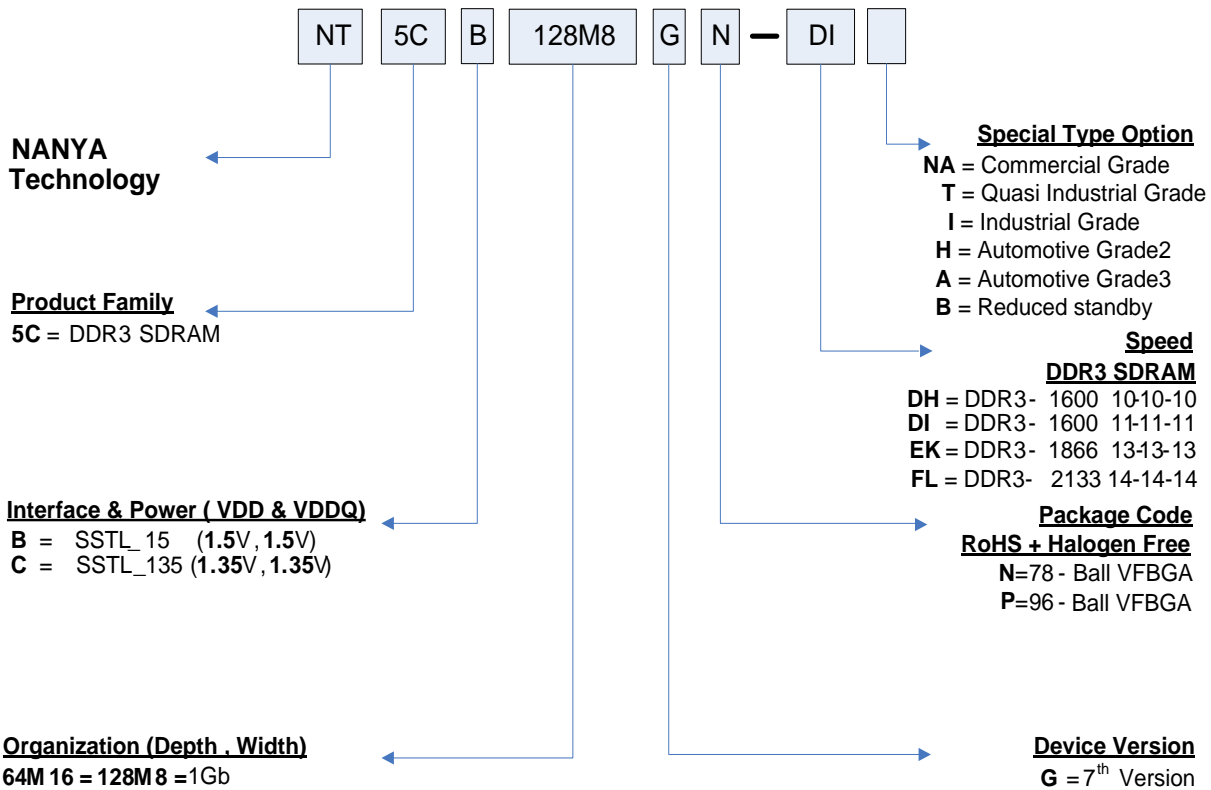 NT 5C B 128M8 G N – DI
NANYA
Technology
Product Family
5C = DDR3 SDRAM
Interface & Power ( VDD & VDDQ)
B = SSTL_15 (1.5V, 1.5V)
C = SSTL_135 (1.35V, 1.35V)
Organization (Depth , Width)
64M 16 = 128M 8 =1Gb
Special Type Option
NA = Commercial Grade
T = Quasi Industrial Grade
I = Industrial Grade
H = Automotive Grade2
A = Automotive Grade3
B = Reduced standby
Speed
DDR3 SDRAM
DH = DDR3- 1600 10-10-10
DI = DDR3- 1600 11-11-11
EK = DDR3- 1866 13-13-13
FL = DDR3- 2133 14-14-14
Package Code
RoHS + Halogen Free
N=78 - Ball VFBGA
P=96 - Ball VFBGA
Device Version
G = 7th Version